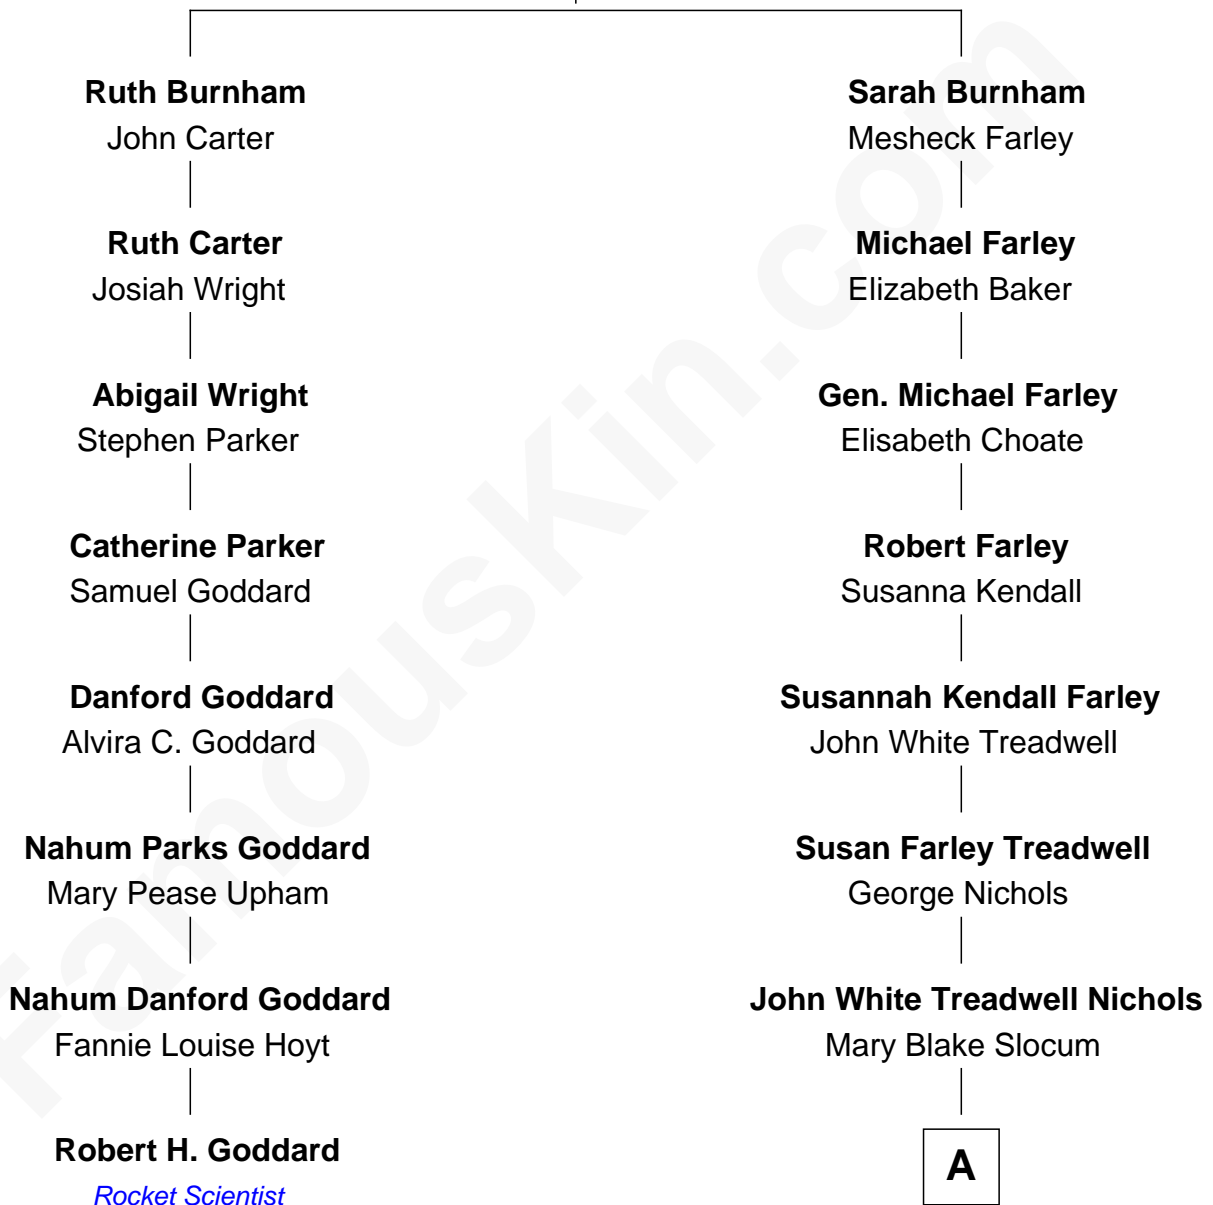 Ruth Burnham
John Carter
Ruth Carter
Josiah Wright
Abigail Wright
Stephen Parker
Catherine Parker
Samuel Goddard
Danford Goddard
Alvira C. Goddard
Nahum Parks Goddard
Mary Pease Upham
Nahum Danford Goddard
Fannie Louise Hoyt
Robert H. Goddard
Rocket Scientist
Sarah Burnham
Mesheck Farley
Michael Farley
Elizabeth Baker
Gen. Michael Farley
Elisabeth Choate
Robert Farley
Susanna Kendall
Susannah Kendall Farley
John White Treadwell
Susan Farley Treadwell
George Nichols
John White Treadwell Nichols
Mary Blake Slocum
A
FamousKin.com